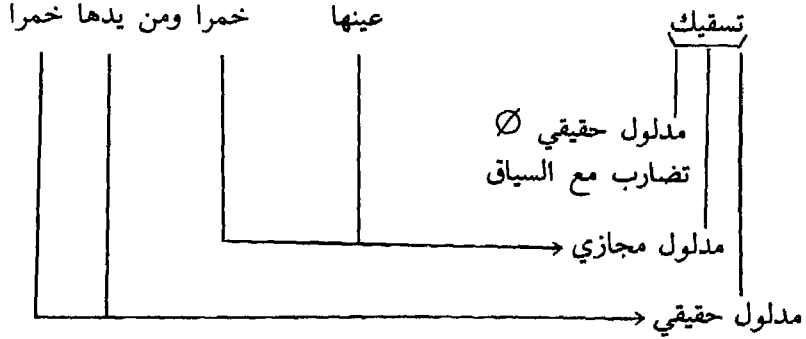 تسقيك عينها خمرا ومن يدها خمرا
مدلول حقيقي ∅
تضارب مع السياق
مدلول مجازي
مدلول حقيقي